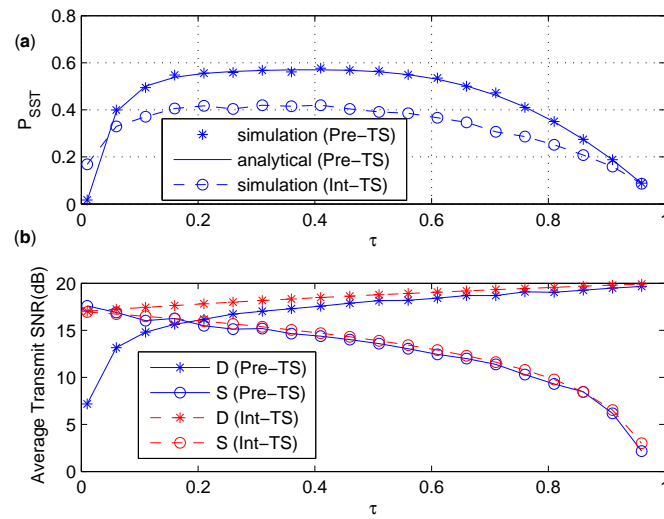 (a)
0.8
0.6
0.4
0.2
0
P_SST
simulation (Pre−TS)
analytical (Pre−TS)
simulation (Int−TS)
0 0.2 0.4 0.6 0.8 1
τ
(b)
20
15
10
5
0
Average Transmit SNR(dB)
D (Pre−TS)
S (Pre−TS)
D (Int−TS)
S (Int−TS)
0 0.2 0.4 0.6 0.8 1
τ